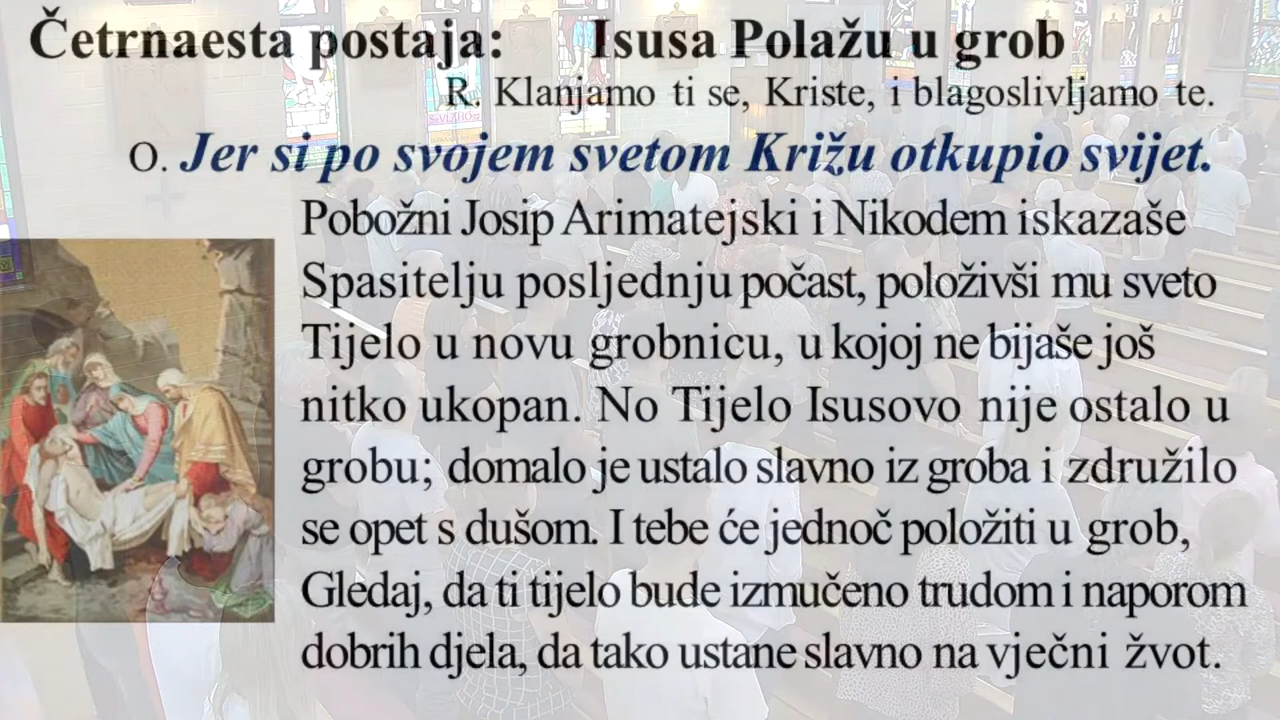 Četrnaesta postaja: Isusa Polažu u grob
R. Klanjamo ti se, Kriste, i blagoslivljamo te.
O. Jer si po svojem svetom Križu otkupio svijet.
Pobožni Josip Arimatejski i Nikodem iskazaše
Spasitelju posljednju počast, položivši mu sveto
Tijelo u novu grobnicu, u kojoj ne bijaše još
nitko ukopan. No Tijelo Isusovo nije ostalo u
grobu; domalo je ustalo slavno iz groba i združilo
se opet s dušom. I tebe će jednoč položiti u grob,
Gledaj, da ti tijelo bude izmučeno trudom i naporom
dobrih djela, da tako ustane slavno na vječni žvot.